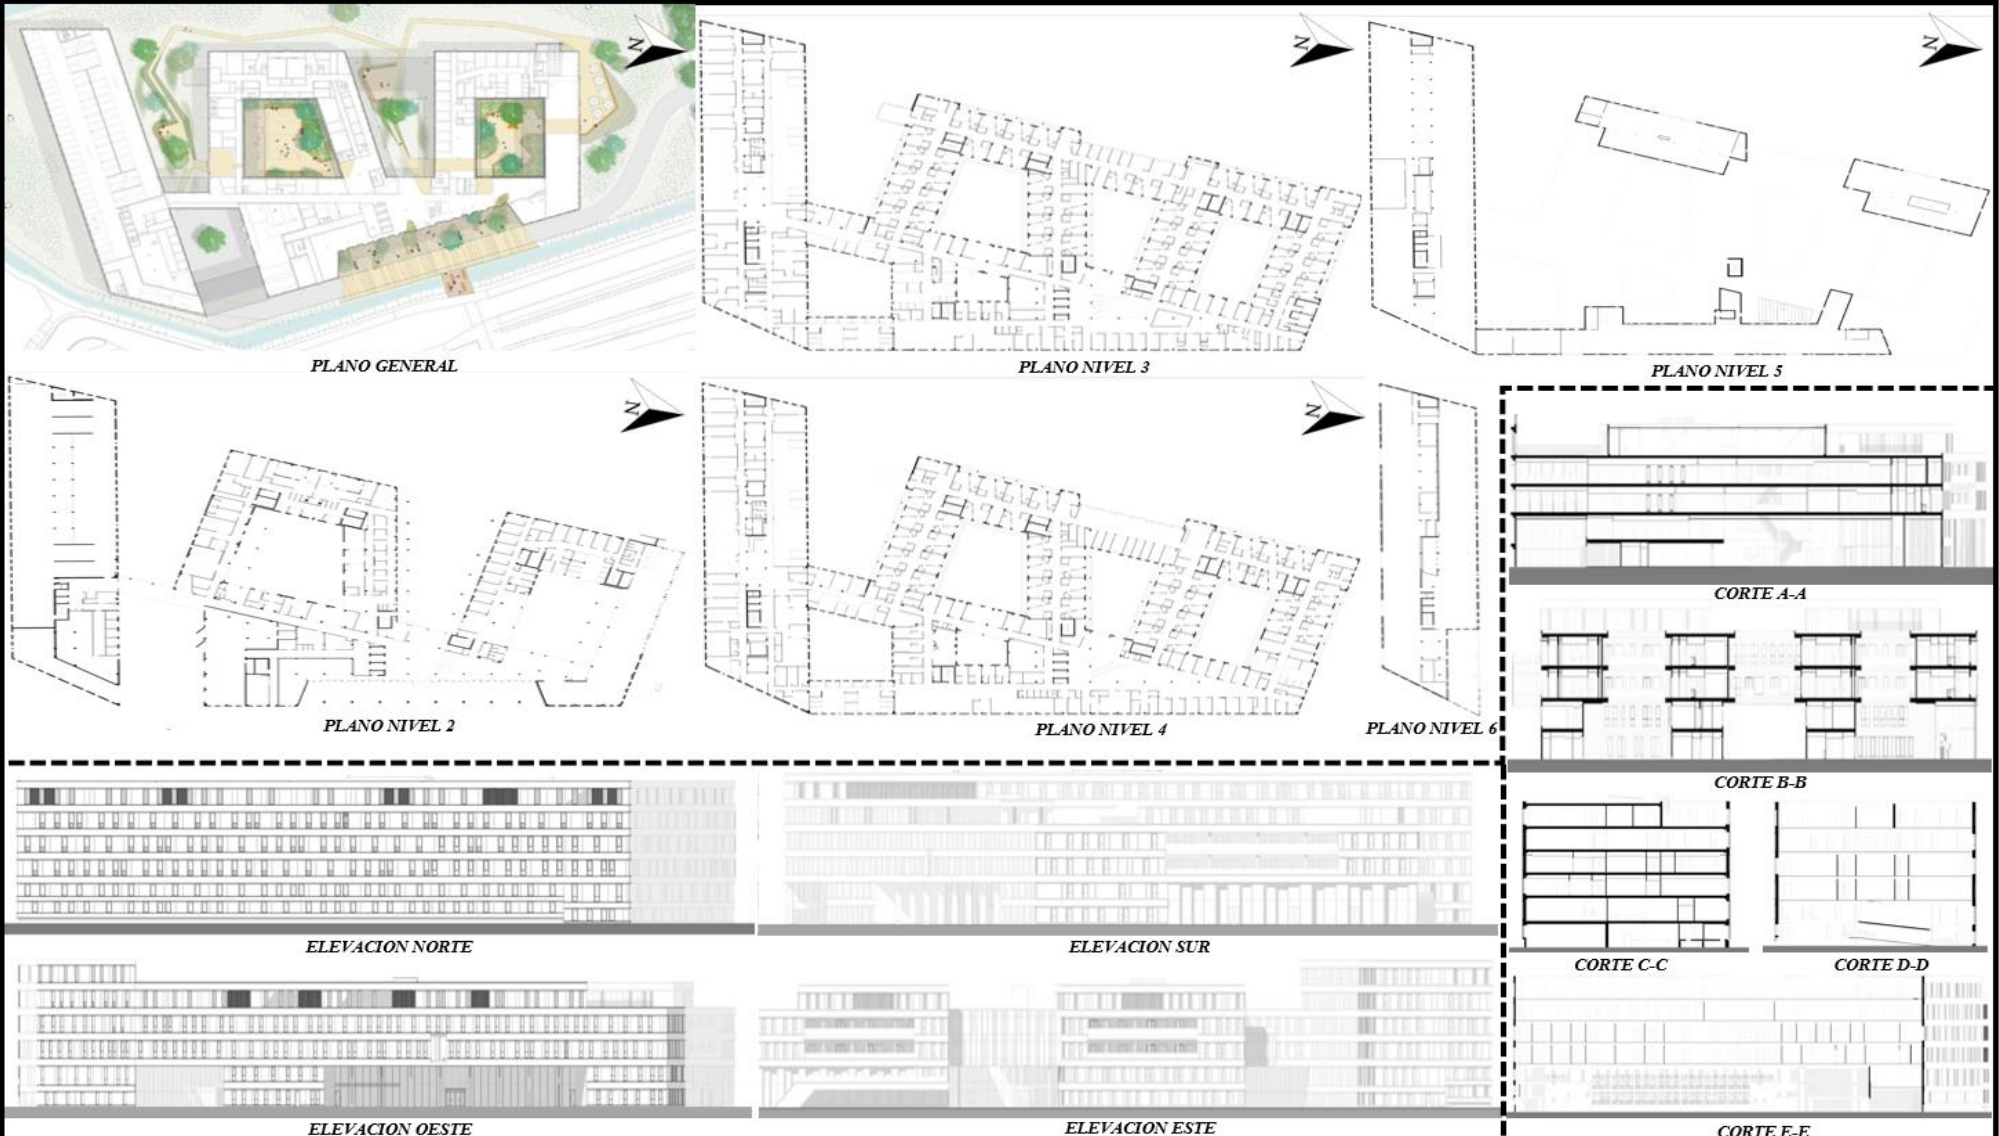 N
N
N
PLANO GENERAL
PLANO NIVEL 3
PLANO NIVEL 5
N
N
PLANO NIVEL 2
PLANO NIVEL 4
PLANO NIVEL 6
CORTE A-A
CORTE B-B
ELEVACION NORTE
ELEVACION SUR
CORTE C-C
CORTE D-D
ELEVACION OESTE
ELEVACION ESTE
CORTE E-E